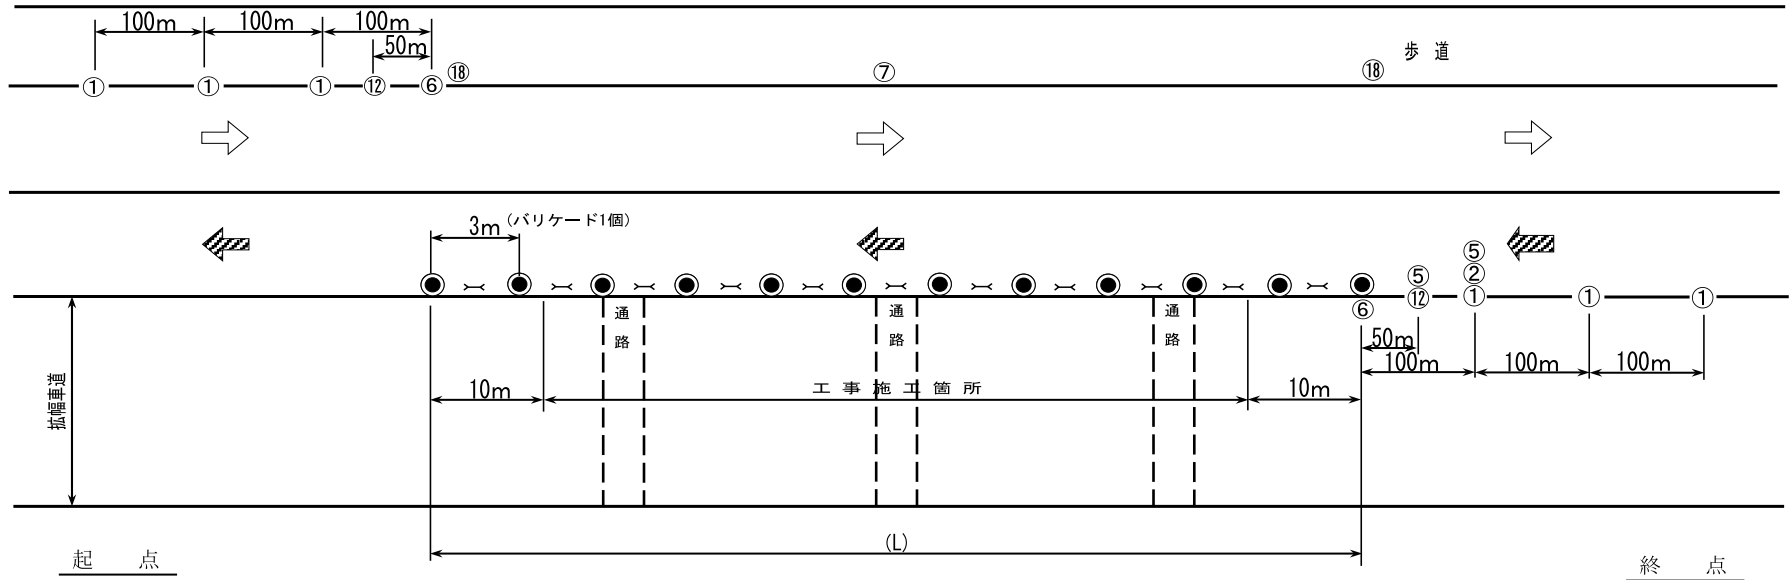 100m 100m 100m
50m
歩道
① ① ① ⑫ ⑥ ⑱ ⑦ ⑱
3m (バリケード1個)
⑤
⑤ ②
⑫ ① ① ①
⑥
通路 通路 通路
50m
100m 100m 100m
10m 工事施工箇所 10m
拡幅車道
(L)
起点 終点